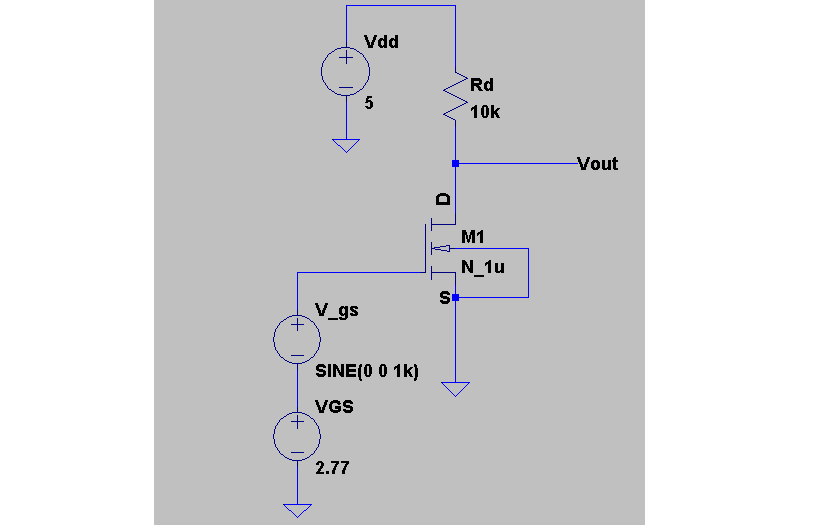 Vdd
5
Rd
10k
Vout
D
M1
N_1u
S
V_gs
SINE(0 0 1k)
VGS
2.77